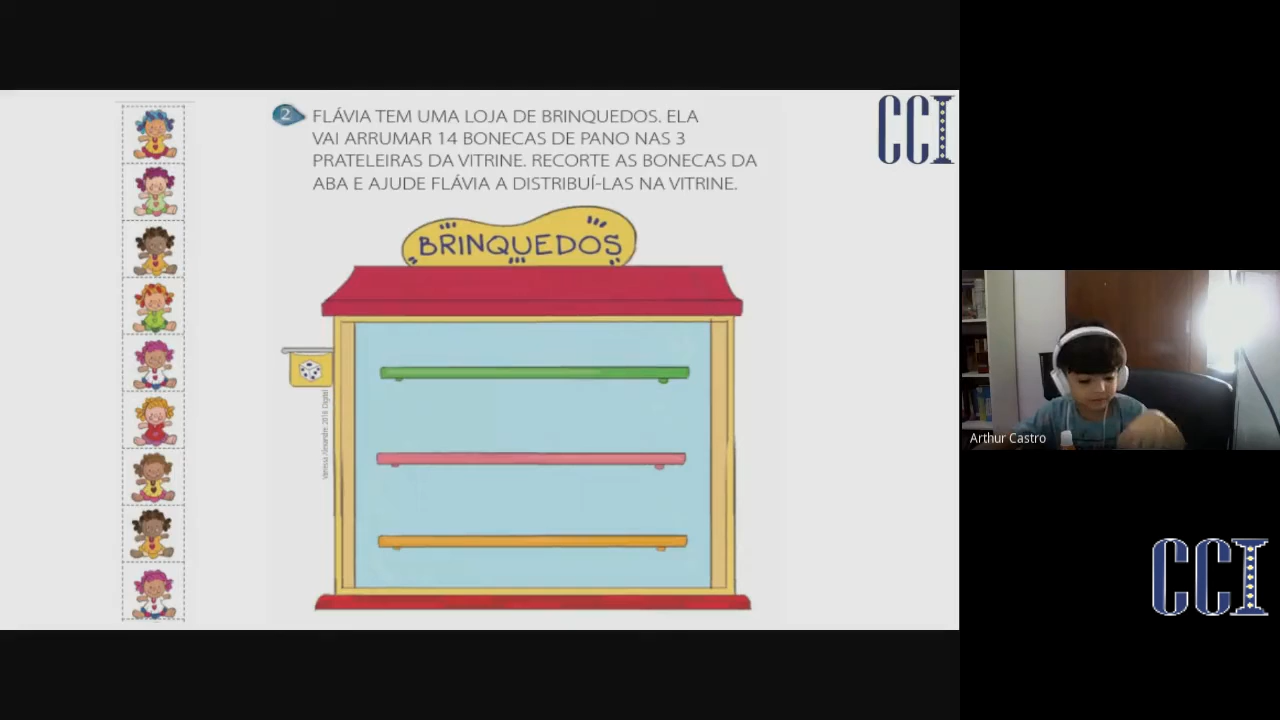 2
FLÁVIA TEM UMA LOJA DE BRINQUEDOS. ELA
VAI ARRUMAR 14 BONECAS DE PANO NAS 3
PRATELEIRAS DA VITRINE. RECORTE AS BONECAS DA
ABA E AJUDE FLÁVIA A DISTRIBUÍ-LAS NA VITRINE.
BRINQUEDOS
CCI
Arthur Castro
CCI